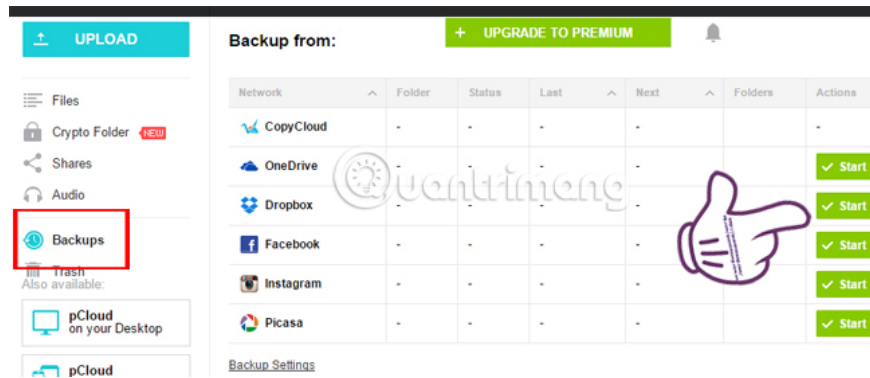 UPLOAD
Files
Crypto Folder NEW
Shares
Audio
Backups
Trash
Also available:
pCloud
on your Desktop
pCloud
Backup from:
+ UPGRADE TO PREMIUM
Network Folder Status Last Next Folders Actions
CopyCloud - - - - -
OneDrive - - - - Start
Dropbox - - - - Start
Facebook - - - - Start
Instagram - - - - Start
Picasa - - - - Start
Backup Settings
Quantrimang